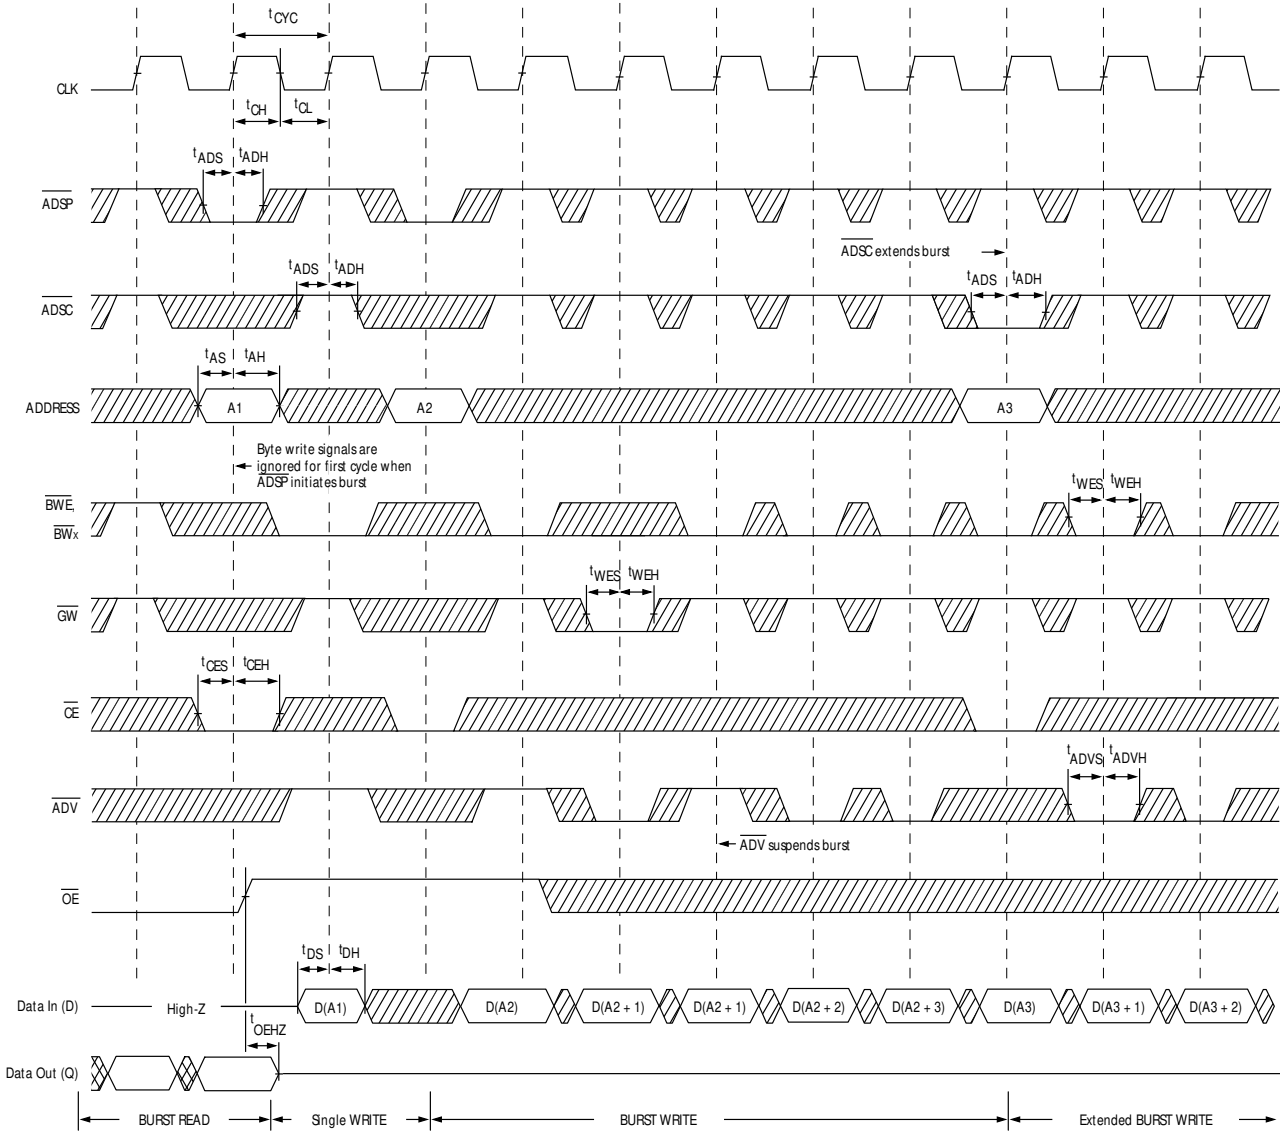 tCYC
CLK
tCH
tCL
tADS
tADH
ADSP
ADSC extends burst
tADS
tADH
tADS
tADH
ADSC
tAS
tAH
ADDRESS
A1
A2
A3
Byte write signals are
ignored for first cycle when
ADSP initiates burst
tWES
tWEH
BWE,
BWx
tWES
tWEH
GW
tCES
tCEH
CE
tADVS
tADVH
ADV
ADV suspends burst
OE
tDS
tDH
Data In (D)
High-Z
D(A1)
D(A2)
D(A2 + 1)
D(A2 + 1)
D(A2 + 2)
D(A2 + 3)
D(A3)
D(A3 + 1)
D(A3 + 2)
tOEHZ
Data Out (Q)
BURST READ
Single WRITE
BURST WRITE
Extended BURST WRITE